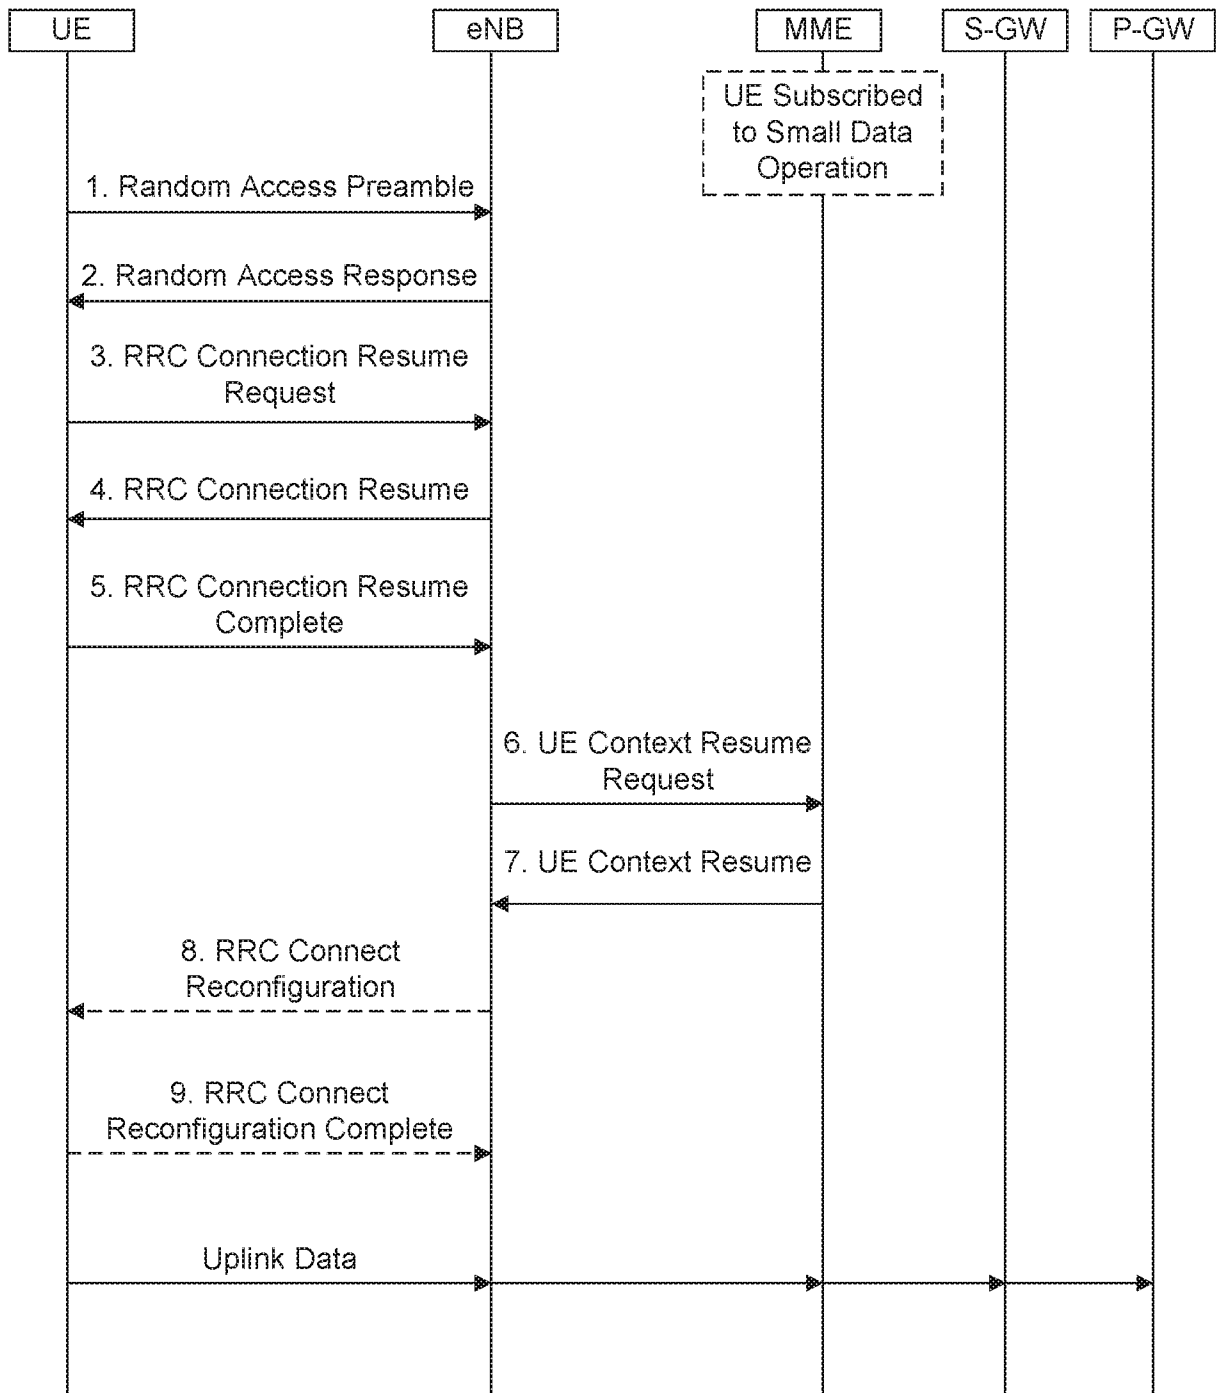 UE
eNB
MME
S-GW
P-GW
UE Subscribed
to Small Data
Operation
1. Random Access Preamble
2. Random Access Response
3. RRC Connection Resume
Request
4. RRC Connection Resume
5. RRC Connection Resume
Complete
6. UE Context Resume
Request
7. UE Context Resume
8. RRC Connect
Reconfiguration
9. RRC Connect
Reconfiguration Complete
Uplink Data